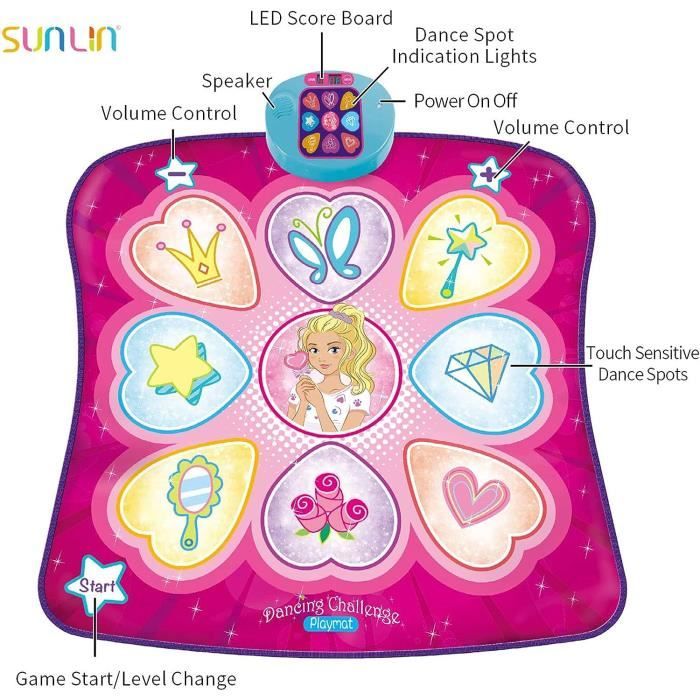 SUNLIN®
LED Score Board
Dance Spot
Indication Lights
Speaker
Power On Off
Volume Control
Volume Control
Touch Sensitive
Dance Spots
Start
Dancing Challenge
Playmat
Game Start/Level Change